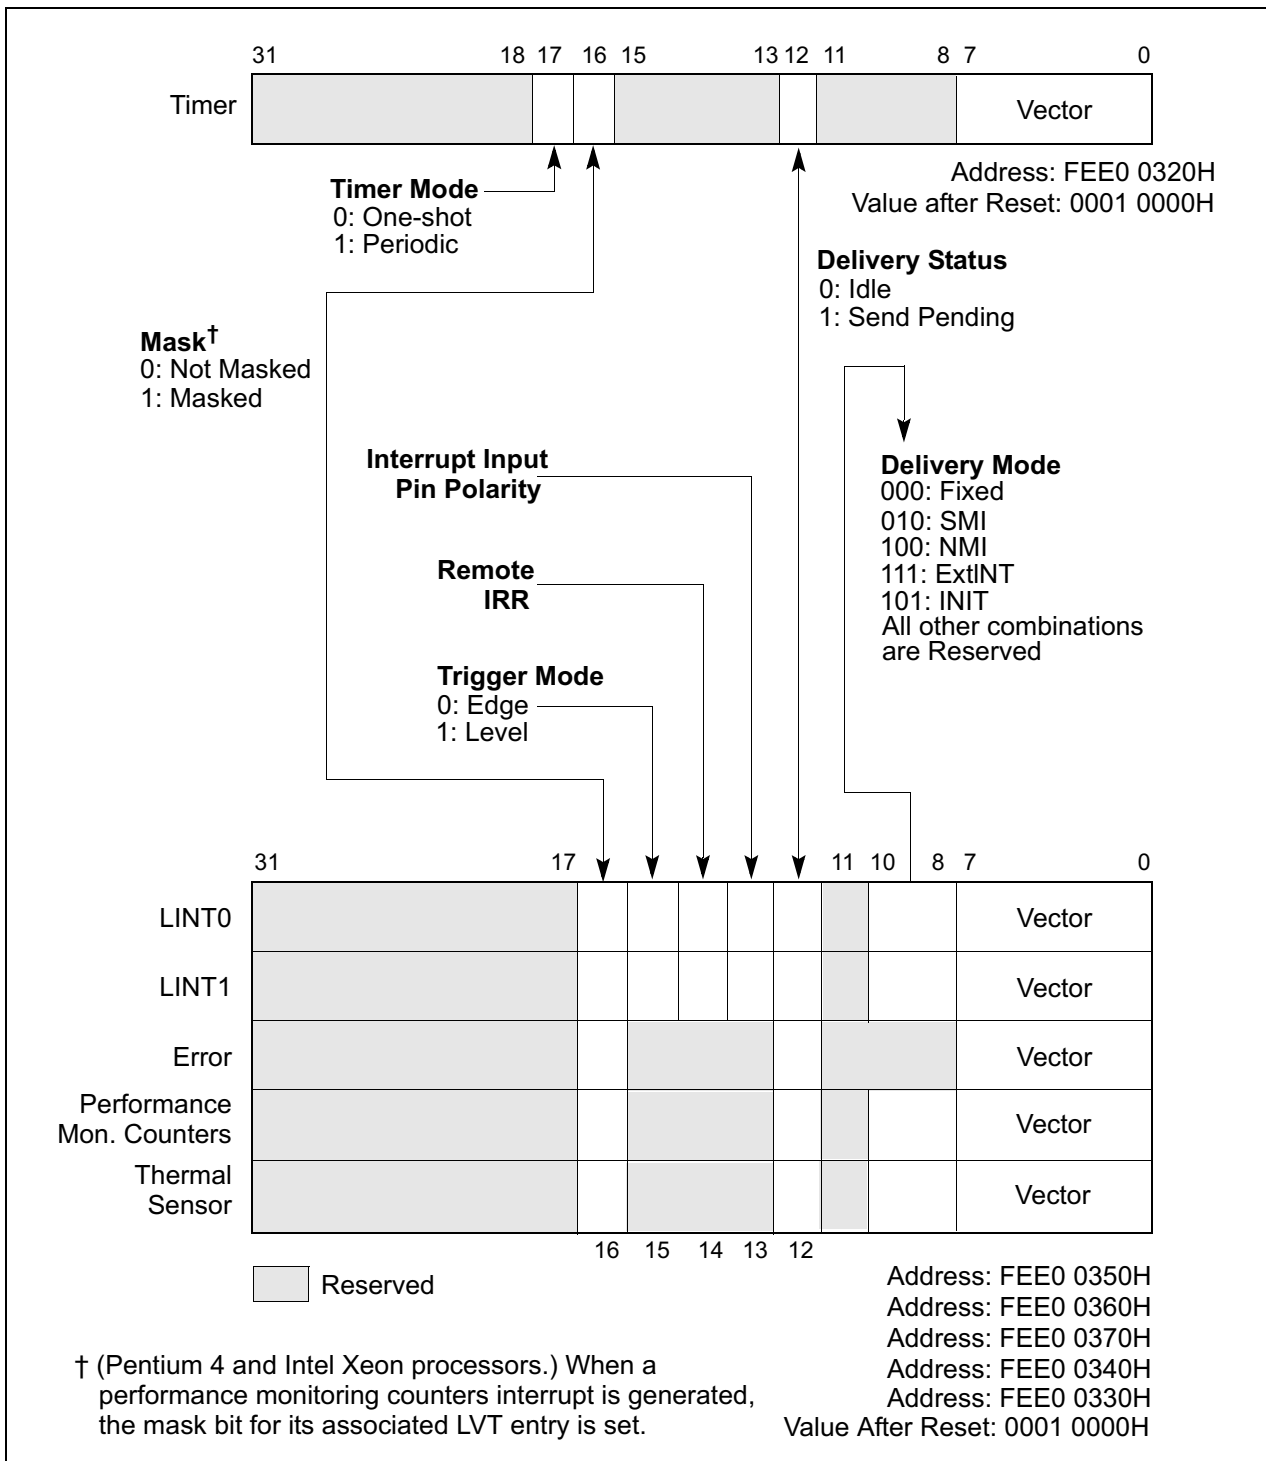 31 18 17 16 15 13 12 11 8 7 0
Timer
Vector
Address: FEE0 0320H
Value after Reset: 0001 0000H
Timer Mode
0: One-shot
1: Periodic
Delivery Status
0: Idle
1: Send Pending
Mask†
0: Not Masked
1: Masked
Interrupt Input
Pin Polarity
Delivery Mode
000: Fixed
010: SMI
100: NMI
111: ExtlNT
101: INIT
All other combinations
are Reserved
Remote
IRR
Trigger Mode
0: Edge
1: Level
31 17 11 10 8 7 0
LINT0 Vector
LINT1 Vector
Error Vector
Performance
Mon. Counters Vector
Thermal
Sensor Vector
16 15 14 13 12
Reserved
Address: FEE0 0350H
Address: FEE0 0360H
Address: FEE0 0370H
Address: FEE0 0340H
Address: FEE0 0330H
Value After Reset: 0001 0000H
† (Pentium 4 and Intel Xeon processors.) When a
performance monitoring counters interrupt is generated,
the mask bit for its associated LVT entry is set.